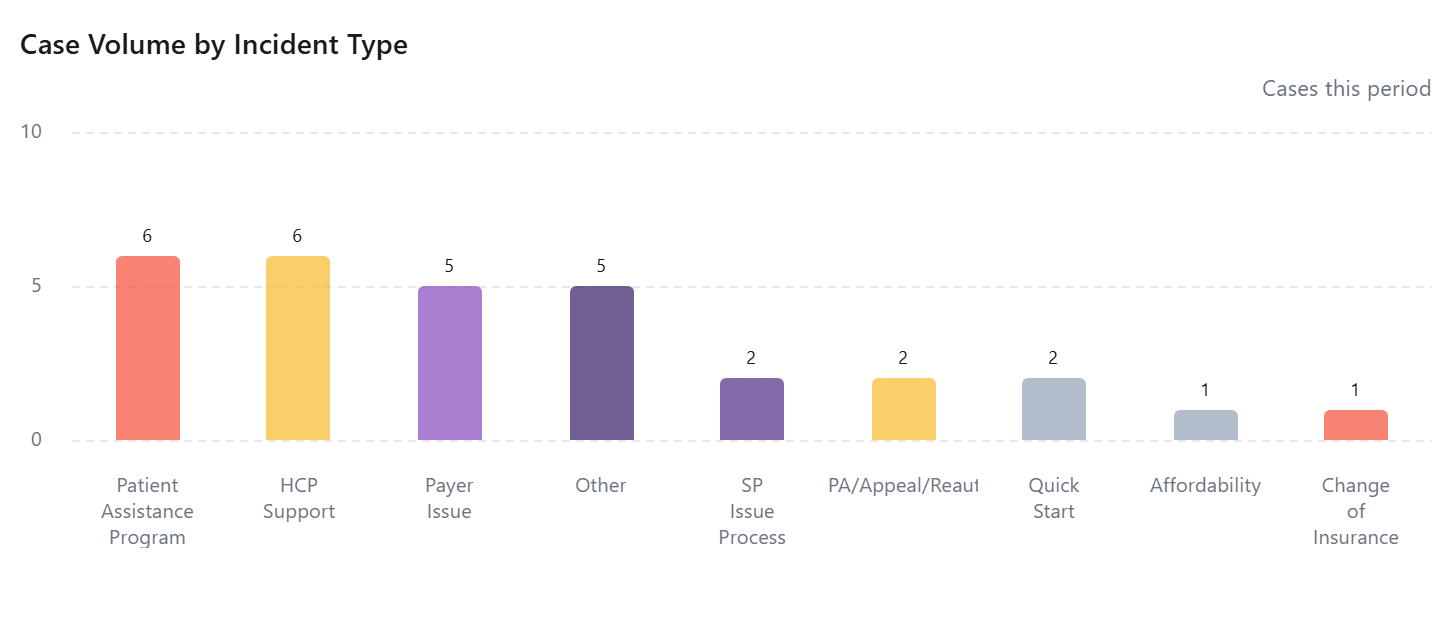 Case Volume by Incident Type
Cases this period
10
5
0
6
6
5
5
2
2
2
1
1
Patient
Assistance
Program
HCP
Support
Payer
Issue
Other
SP
Issue
Process
PA/Appeal/Reaut
Quick
Start
Affordability
Change
of
Insurance